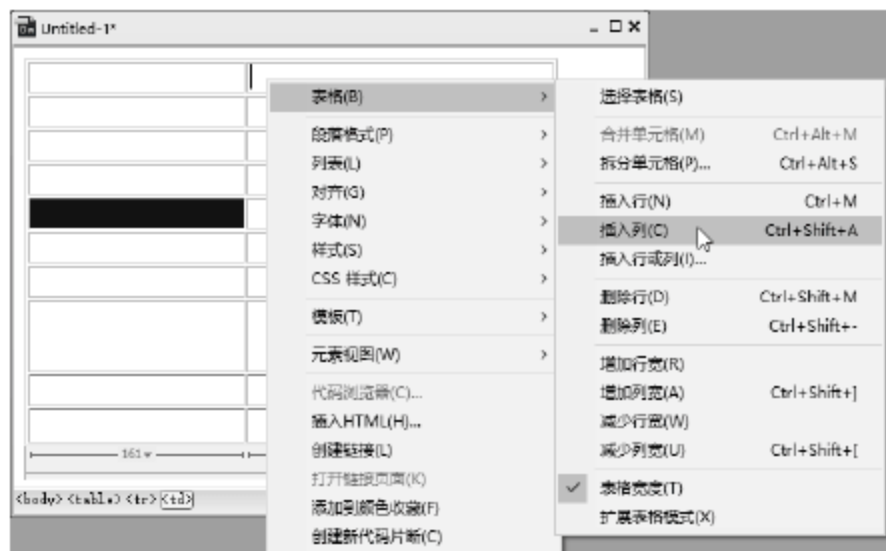 Untitled-1*
表格(B)
段落格式(P)
列表(L)
对齐(G)
字体(N)
样式(S)
CSS 样式(C)
模板(T)
元素视图(W)
代码浏览器(C)...
插入HTML(H)...
创建链接(L)
打开链接页面(K)
添加到颜色收藏(F)
创建新代码片断(C)
选择表格(S)
合并单元格(M) Ctrl+Alt+M
拆分单元格(P)... Ctrl+Alt+S
插入行(N) Ctrl+M
插入列(C) Ctrl+Shift+A
插入行或列(I)...
删除行(D) Ctrl+Shift+M
删除列(E) Ctrl+Shift+-
增加行宽(R)
增加列宽(A) Ctrl+Shift+]
减少行宽(W)
减少列宽(U) Ctrl+Shift+[
表格宽度(T)
扩展表格模式(X)
161
<body> <table> <tr> <td>